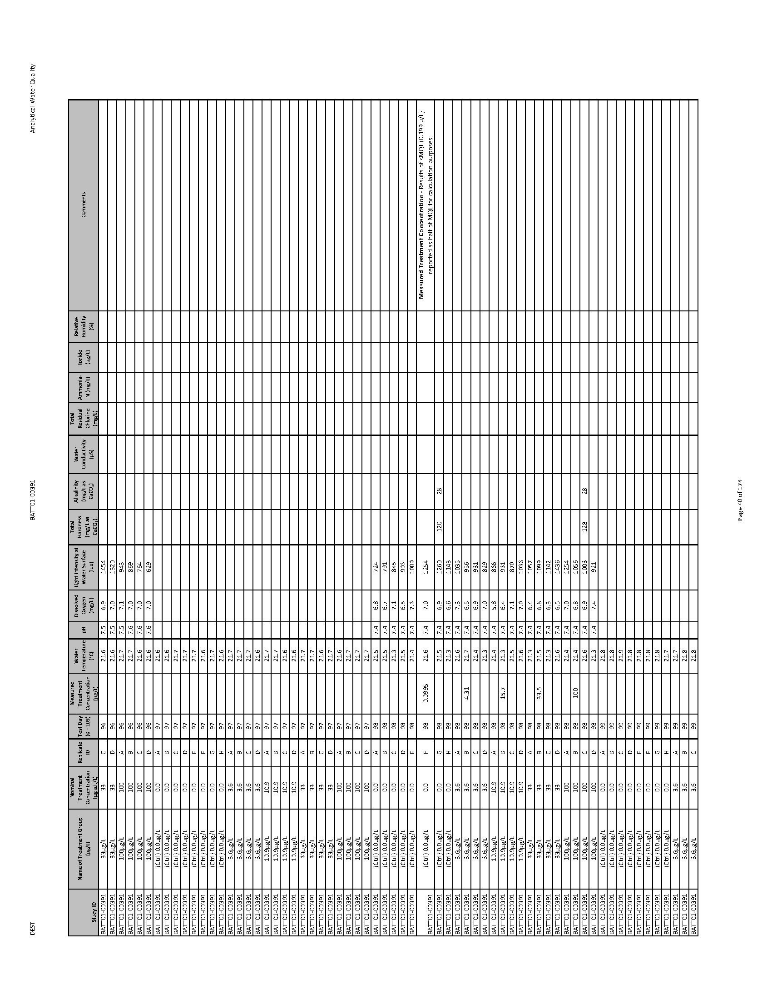 DEST BATT01-00391 Analytical Water Quality
Study ID Name of Treatment Group (µg/L) Nominal Treatment Concentration (µg a.i./L) Replicate ID Test Day (0 - 109) Measured Treatment Concentration (µg/L) Water Temperature (°C) pH Dissolved Oxygen (mg/L) Light Intensity at Water Surface (lux) Total Hardness (mg/L as CaCO₃) Alkalinity (mg/L as CaCO₃) Water Conductivity (µS) Total Residual Chlorine (mg/L) Ammonia-N (mg/L) Iodide (µg/L) Relative Humidity (%) Comments
BATT01-00391 33µg/L 33 C 96 21.6 7.5 6.9 1454
BATT01-00391 33µg/L 33 D 96 21.6 7.5 7.0 1320
BATT01-00391 100µg/L 100 A 96 21.7 7.5 7.1 943
BATT01-00391 100µg/L 100 B 96 21.7 7.6 7.0 869
BATT01-00391 100µg/L 100 C 96 21.6 7.6 7.0 764
BATT01-00391 100µg/L 100 D 96 21.6 7.6 7.0 629
BATT01-00391 (Ctrl) 0.0µg/L 0.0 A 97 21.6
BATT01-00391 (Ctrl) 0.0µg/L 0.0 B 97 21.6
BATT01-00391 (Ctrl) 0.0µg/L 0.0 C 97 21.7
BATT01-00391 (Ctrl) 0.0µg/L 0.0 D 97 21.7
BATT01-00391 (Ctrl) 0.0µg/L 0.0 E 97 21.7
BATT01-00391 (Ctrl) 0.0µg/L 0.0 F 97 21.6
BATT01-00391 (Ctrl) 0.0µg/L 0.0 G 97 21.7
BATT01-00391 (Ctrl) 0.0µg/L 0.0 H 97 21.6
BATT01-00391 3.6µg/L 3.6 A 97 21.7
BATT01-00391 3.6µg/L 3.6 B 97 21.7
BATT01-00391 3.6µg/L 3.6 C 97 21.7
BATT01-00391 3.6µg/L 3.6 D 97 21.6
BATT01-00391 10.9µg/L 10.9 A 97 21.7
BATT01-00391 10.9µg/L 10.9 B 97 21.7
BATT01-00391 10.9µg/L 10.9 C 97 21.6
BATT01-00391 10.9µg/L 10.9 D 97 21.6
BATT01-00391 33µg/L 33 A 97 21.7
BATT01-00391 33µg/L 33 B 97 21.7
BATT01-00391 33µg/L 33 C 97 21.6
BATT01-00391 33µg/L 33 D 97 21.7
BATT01-00391 100µg/L 100 A 97 21.6
BATT01-00391 100µg/L 100 B 97 21.7
BATT01-00391 100µg/L 100 C 97 21.7
BATT01-00391 100µg/L 100 D 97 21.7
BATT01-00391 (Ctrl) 0.0µg/L 0.0 A 98 21.5 7.4 6.8 724
BATT01-00391 (Ctrl) 0.0µg/L 0.0 B 98 21.5 7.4 6.7 791
BATT01-00391 (Ctrl) 0.0µg/L 0.0 C 98 21.3 7.4 7.1 845
BATT01-00391 (Ctrl) 0.0µg/L 0.0 D 98 21.5 7.4 6.5 903
BATT01-00391 (Ctrl) 0.0µg/L 0.0 E 98 21.4 7.4 7.3 1009
BATT01-00391 (Ctrl) 0.0µg/L 0.0 F 98 0.0995 21.6 7.4 7.0 1254 Measured Treatment Concentration - Results of <MQL (0.199 µ/L)
reported as half of MQL for calculation purposes.
BATT01-00391 (Ctrl) 0.0µg/L 0.0 G 98 21.5 7.4 6.9 1260 120 28
BATT01-00391 (Ctrl) 0.0µg/L 0.0 H 98 21.3 7.4 6.6 1148
BATT01-00391 3.6µg/L 3.6 A 98 21.6 7.4 7.3 1035
BATT01-00391 3.6µg/L 3.6 B 98 4.31 21.7 7.4 6.5 956
BATT01-00391 3.6µg/L 3.6 C 98 21.4 7.4 6.9 931
BATT01-00391 3.6µg/L 3.6 D 98 21.3 7.4 7.0 829
BATT01-00391 10.9µg/L 10.9 A 98 21.4 7.4 5.8 866
BATT01-00391 10.9µg/L 10.9 B 98 15.7 21.3 7.4 6.4 931
BATT01-00391 10.9µg/L 10.9 C 98 21.5 7.4 7.1 870
BATT01-00391 10.9µg/L 10.9 D 98 21.6 7.4 7.0 1036
BATT01-00391 33µg/L 33 A 98 21.3 7.4 6.4 1057
BATT01-00391 33µg/L 33 B 98 33.5 21.5 7.4 6.8 1099
BATT01-00391 33µg/L 33 C 98 21.3 7.4 6.3 1142
BATT01-00391 33µg/L 33 D 98 21.6 7.4 6.5 1436
BATT01-00391 100µg/L 100 A 98 21.4 7.4 7.0 1254
BATT01-00391 100µg/L 100 B 98 100 21.4 7.4 6.8 1056
BATT01-00391 100µg/L 100 C 98 21.6 7.4 6.9 1003 128 28
BATT01-00391 100µg/L 100 D 98 21.3 7.4 7.4 921
BATT01-00391 (Ctrl) 0.0µg/L 0.0 A 99 21.8
BATT01-00391 (Ctrl) 0.0µg/L 0.0 B 99 21.8
BATT01-00391 (Ctrl) 0.0µg/L 0.0 C 99 21.9
BATT01-00391 (Ctrl) 0.0µg/L 0.0 D 99 21.8
BATT01-00391 (Ctrl) 0.0µg/L 0.0 E 99 21.8
BATT01-00391 (Ctrl) 0.0µg/L 0.0 F 99 21.8
BATT01-00391 (Ctrl) 0.0µg/L 0.0 G 99 21.8
BATT01-00391 (Ctrl) 0.0µg/L 0.0 H 99 21.7
BATT01-00391 3.6µg/L 3.6 A 99 21.7
BATT01-00391 3.6µg/L 3.6 B 99 21.8
BATT01-00391 3.6µg/L 3.6 C 99 21.8
Page 40 of 174